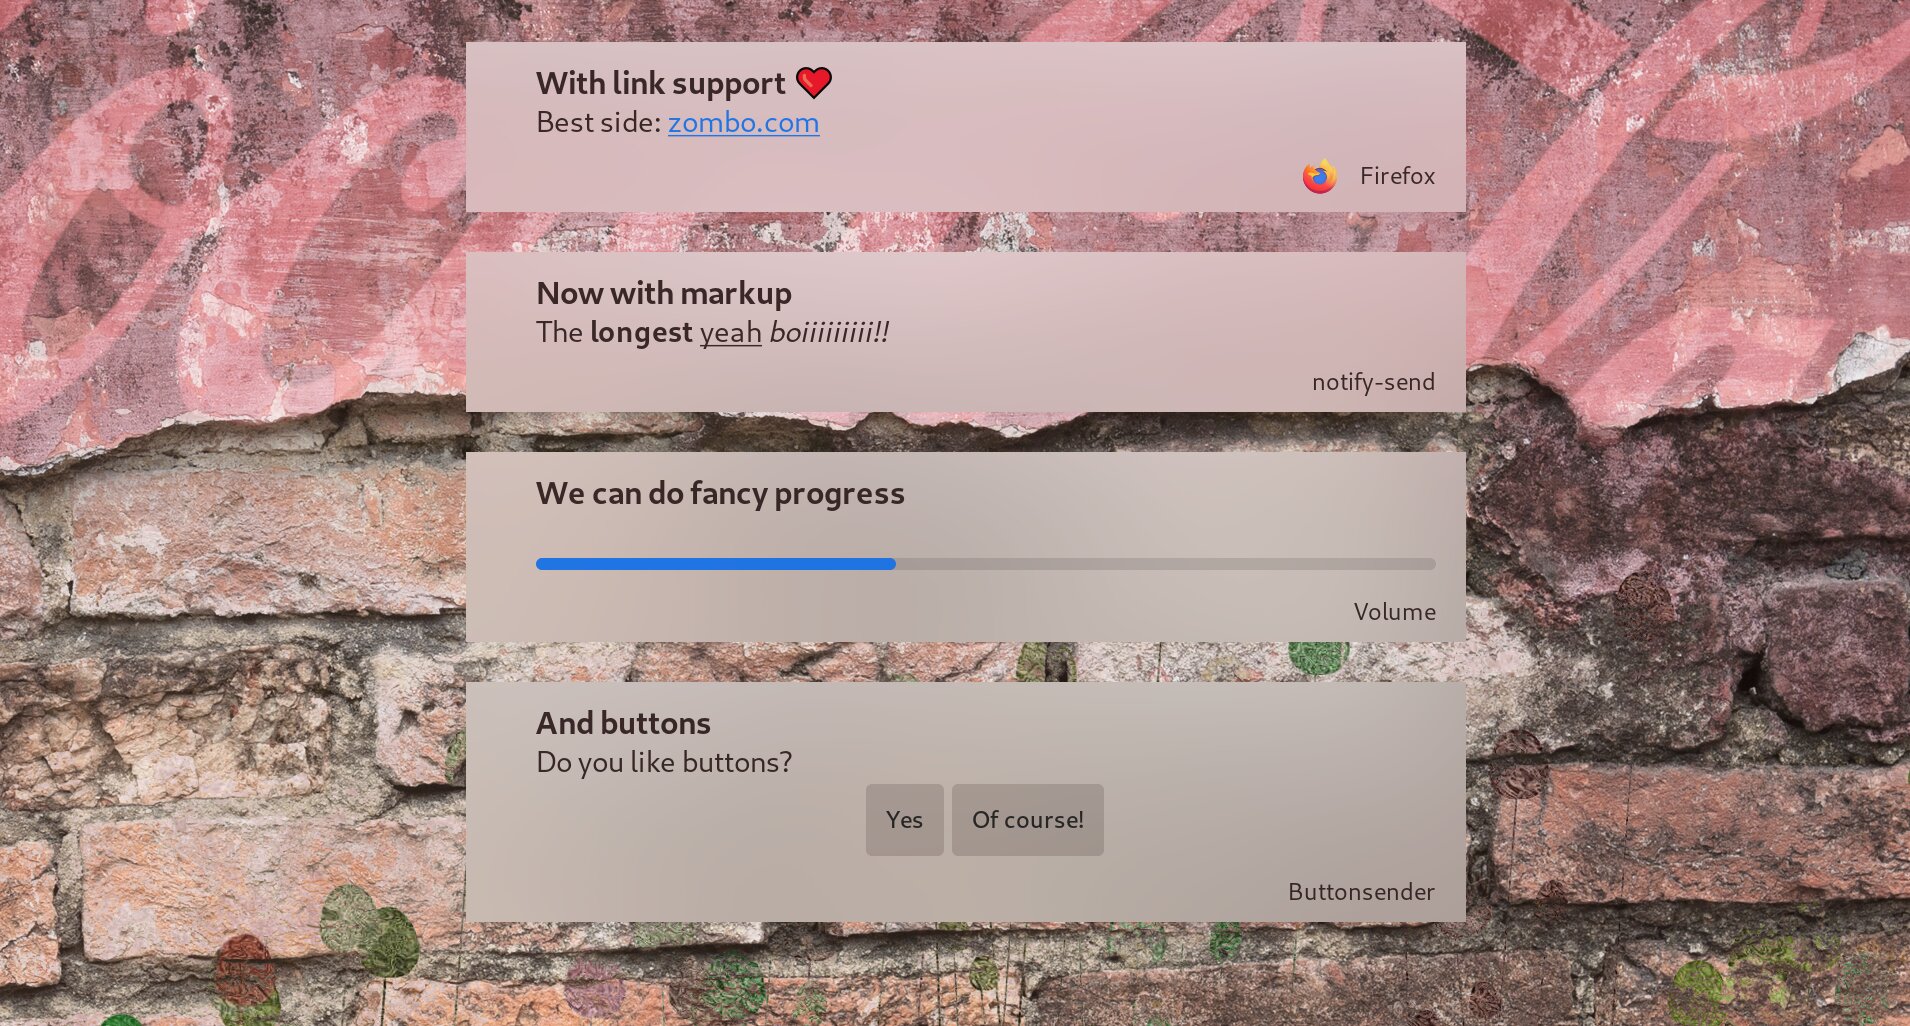 With link support ❤️
Best side: zombo.com
Firefox
Now with markup
The longest yeah boiiiiiiiii!!
notify-send
We can do fancy progress
Volume
And buttons
Do you like buttons?
Yes Of course!
Buttonsender